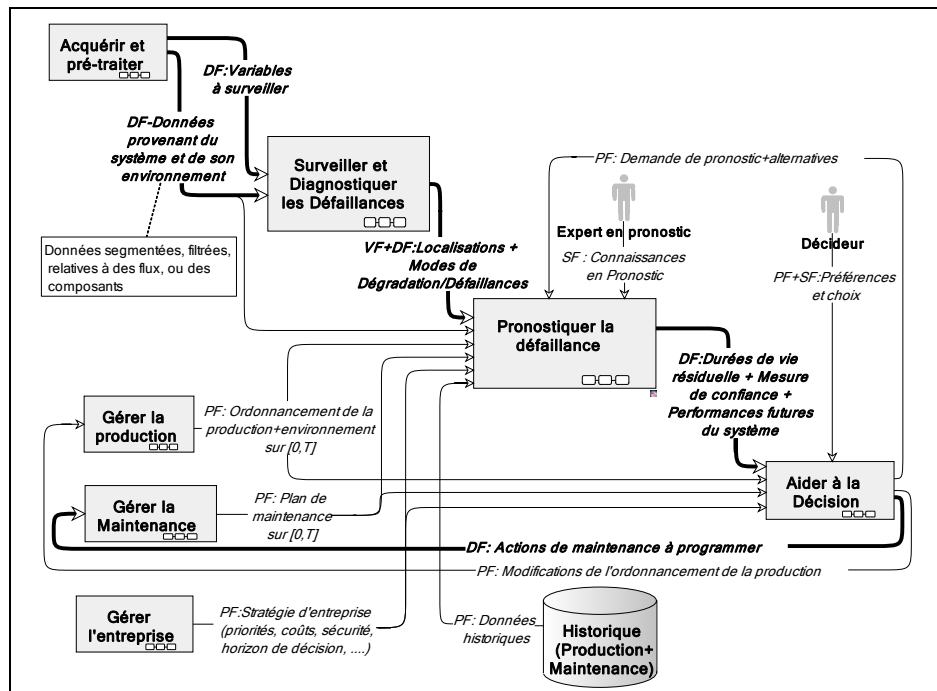 Acquérir et
pré-traiter
DF:Variables
à surveiller
DF-Données
provenant du
système et de son
environnement
Surveiller et
Diagnostiquer
les Défaillances
PF: Demande de pronostic+alternatives
Expert en pronostic
Décideur
Données segmentées, filtrées,
relatives à des flux, ou des
composants
VF+DF:Localisations +
Modes de
Dégradation/Défaillances
SF : Connaissances
en Pronostic
PF+SF:Préférences
et choix
Pronostiquer la
défaillance
DF:Durées de vie
résiduelle + Mesure
de confiance +
Performances futures
du système
Gérer la
production
PF: Ordonnancement de la
production+environnement
sur [0,T]
Aider à la
Décision
Gérer la
Maintenance
PF: Plan de
maintenance
sur [0,T]
DF: Actions de maintenance à programmer
PF: Modifications de l'ordonnancement de la production
Gérer
l'entreprise
PF:Stratégie d'entreprise
(priorités, coûts, sécurité,
horizon de décision, ....)
PF: Données
historiques
Historique
(Production+
Maintenance)